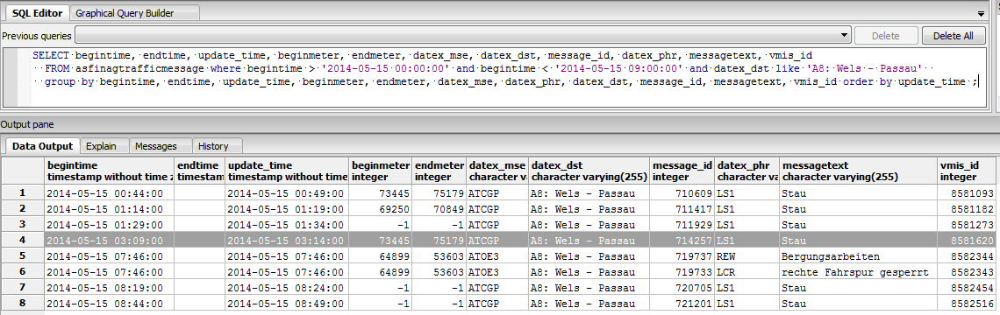 SQL Editor Graphical Query Builder
Previous queries Delete Delete All
SELECT begintime, endtime, update_time, beginmeter, endmeter, datex_mse, datex_dst, message_id, datex_phr, messagetext, vmis_id
FROM asfinagtrafficmessage where begintime > '2014-05-15 00:00:00' and begintime < '2014-05-15 09:00:00' and datex_dst like 'A8: Wels - Passau'
group by begintime, endtime, update_time, beginmeter, endmeter, datex_mse, datex_phr, datex_dst, message_id, messagetext, vmis_id order by update_time ;
Output pane
Data Output Explain Messages History
begintime endtime update_time beginmeter endmeter datex_mse datex_dst message_id datex_phr messagetext vmis_id
timestamp without time z timestam timestamp without time integer integer character va character varying(255) integer character va character varying(255) integer
1 2014-05-15 00:44:00 2014-05-15 00:49:00 73445 75179 ATCGP A8: Wels - Passau 710609 LS1 Stau 8581093
2 2014-05-15 01:14:00 2014-05-15 01:19:00 69250 70849 ATCGP A8: Wels - Passau 711417 LS1 Stau 8581182
3 2014-05-15 01:29:00 2014-05-15 01:34:00 -1 -1 ATCGP A8: Wels - Passau 711929 LS1 Stau 8581273
4 2014-05-15 03:09:00 2014-05-15 03:14:00 73445 75179 ATCGP A8: Wels - Passau 714257 LS1 Stau 8581620
5 2014-05-15 07:46:00 2014-05-15 07:46:00 64899 53603 ATOE3 A8: Wels - Passau 719737 REW Bergungsarbeiten 8582344
6 2014-05-15 07:46:00 2014-05-15 07:46:00 64899 53603 ATOE3 A8: Wels - Passau 719733 LCR rechte Fahrspur gesperrt 8582343
7 2014-05-15 08:19:00 2014-05-15 08:24:00 -1 -1 ATCGP A8: Wels - Passau 720705 LS1 Stau 8582454
8 2014-05-15 08:44:00 2014-05-15 08:49:00 -1 -1 ATCGP A8: Wels - Passau 721201 LS1 Stau 8582516